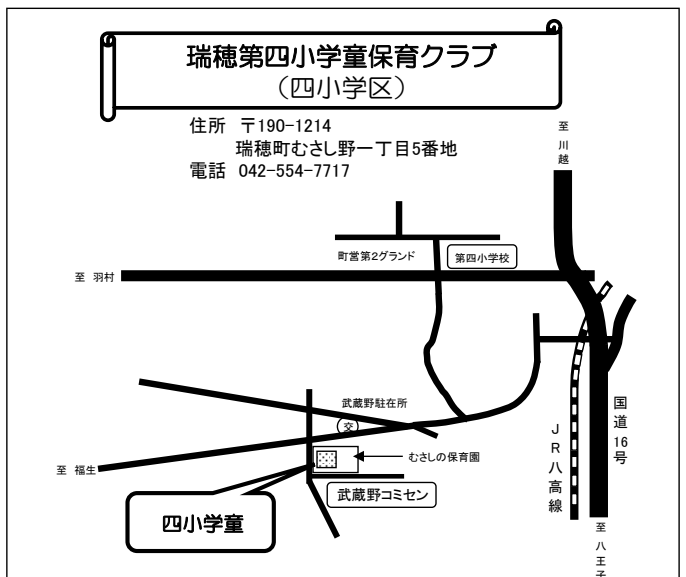 瑞穂第四小学童保育クラブ
（四小学区）
住所　〒190-1214
瑞穂町むさし野一丁目5番地
電話　042-554-7717
至 川越
町営第2グランド
第四小学校
至 羽村
武蔵野駐在所
交
国道16号
JR八高線
むさしの保育園
至 福生
武蔵野コミセン
四小学童
至 八王子